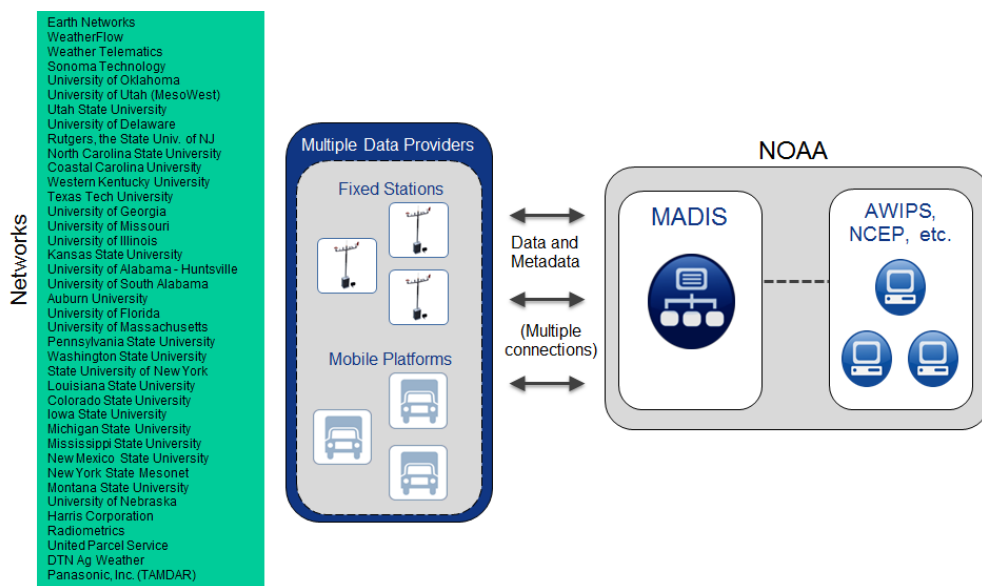 Networks
Earth Networks
WeatherFlow
Weather Telematics
Sonoma Technology
University of Oklahoma
University of Utah (MesoWest)
Utah State University
University of Delaware
Rutgers, the State Univ. of NJ
North Carolina State University
Coastal Carolina University
Western Kentucky University
Texas Tech University
University of Georgia
University of Missouri
University of Illinois
Kansas State University
University of Alabama - Huntsville
University of South Alabama
Auburn University
University of Florida
University of Massachusetts
Pennsylvania State University
Washington State University
State University of New York
Louisiana State University
Colorado State University
Iowa State University
Michigan State University
Mississippi State University
New Mexico State University
New York State Mesonet
Montana State University
University of Nebraska
Harris Corporation
Radiometrics
United Parcel Service
DTN Ag Weather
Panasonic, Inc. (TAMDAR)
Multiple Data Providers
Fixed Stations
Mobile Platforms
Data and
Metadata
(Multiple
connections)
NOAA
MADIS
AWIPS,
NCEP, etc.